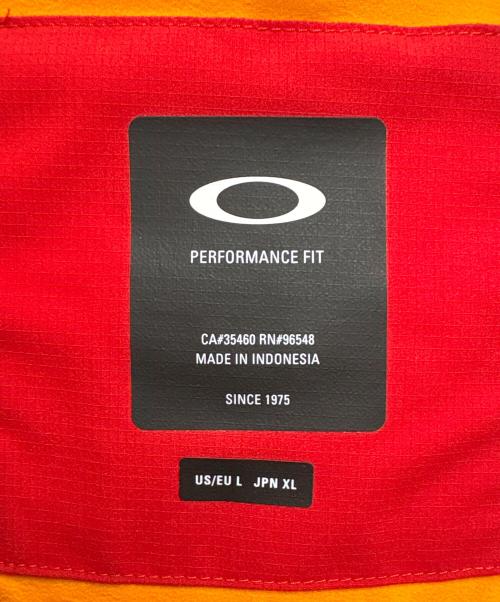 PERFORMANCE FIT
CA#35460 RN#96548
MADE IN INDONESIA
SINCE 1975
US/EU L JPN XL